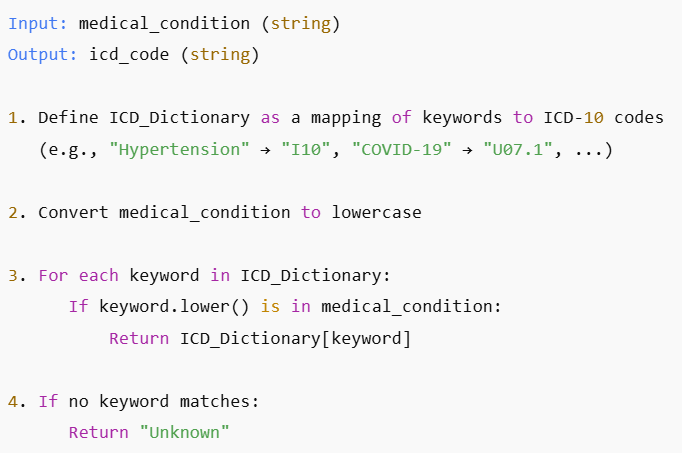 Input: medical_condition (string)
Output: icd_code (string)
1. Define ICD_Dictionary as a mapping of keywords to ICD-10 codes
(e.g., "Hypertension" → "I10", "COVID-19" → "U07.1", ...)
2. Convert medical_condition to lowercase
3. For each keyword in ICD_Dictionary:
If keyword.lower() is in medical_condition:
Return ICD_Dictionary[keyword]
4. If no keyword matches:
Return "Unknown"